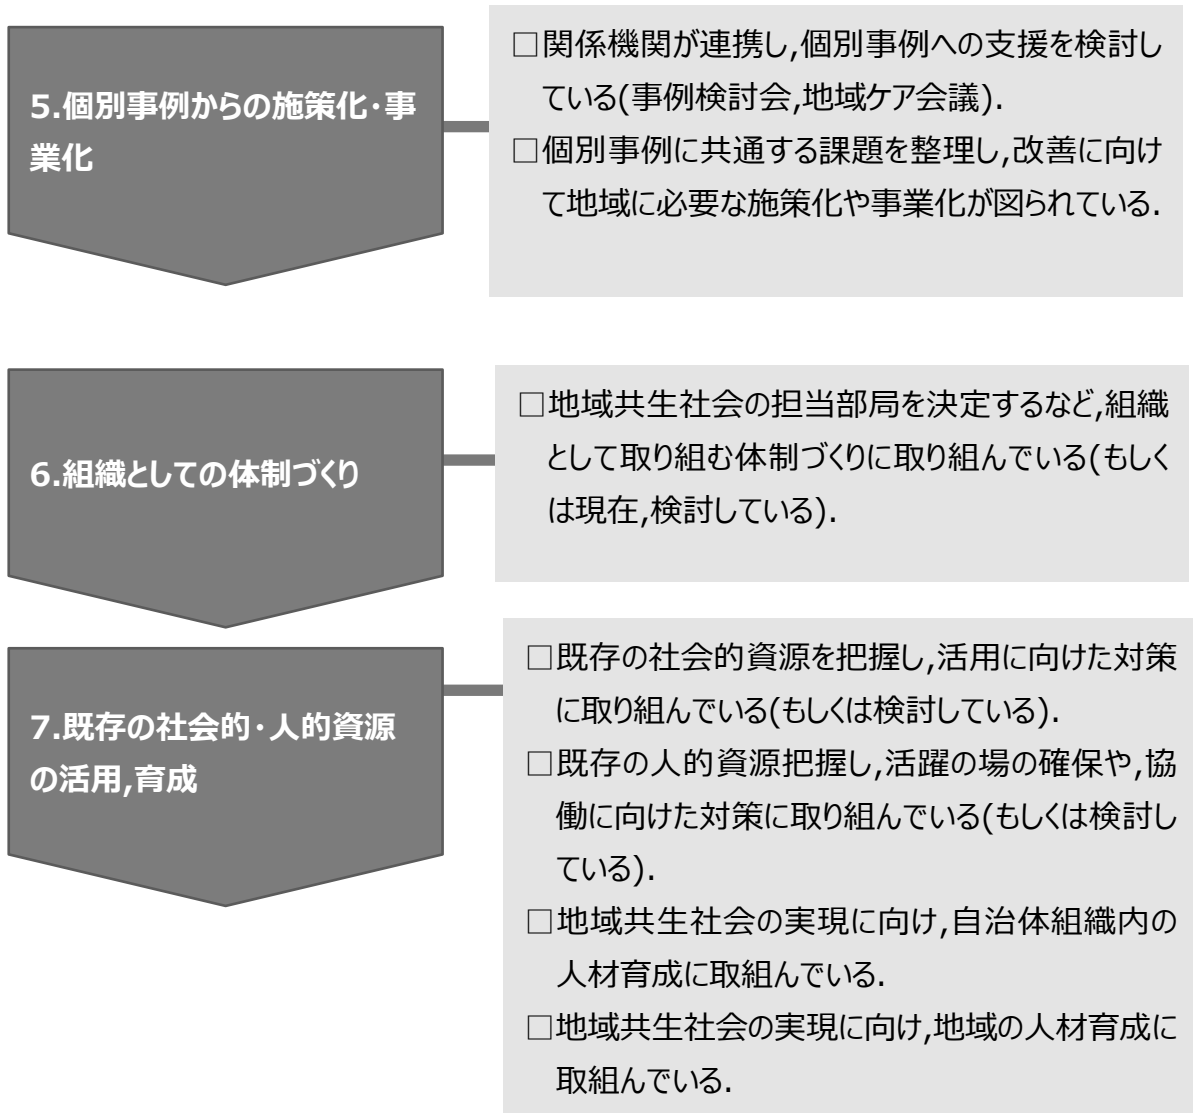 5.個別事例からの施策化・事
業化
□関係機関が連携し,個別事例への支援を検討し
ている(事例検討会,地域ケア会議).
□個別事例に共通する課題を整理し,改善に向け
て地域に必要な施策化や事業化が図られている.
6.組織としての体制づくり
□地域共生社会の担当部局を決定するなど,組織
として取り組む体制づくりに取り組んでいる(もしく
は現在,検討している).
7.既存の社会的・人的資源
の活用,育成
□既存の社会的資源を把握し,活用に向けた対策
に取り組んでいる(もしくは検討している).
□既存の人的資源把握し,活躍の場の確保や,協
働に向けた対策に取り組んでいる(もしくは検討し
ている).
□地域共生社会の実現に向け,自治体組織内の
人材育成に取組んでいる.
□地域共生社会の実現に向け,地域の人材育成に
取組んでいる.